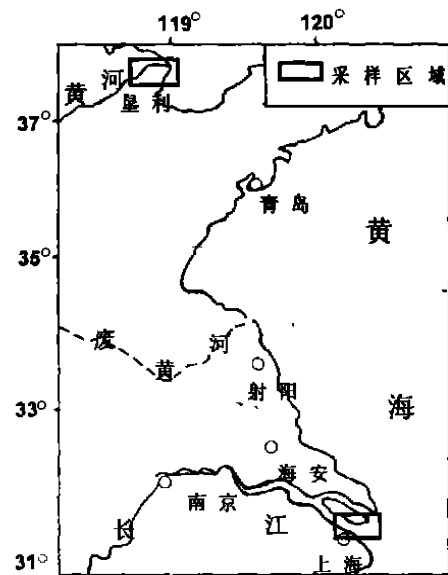 119° 120°
采样区域
黄河
垦利
37°
青岛
黄
35°
废黄河
射阳
海
33°
海安
南京
长江
31°
上海